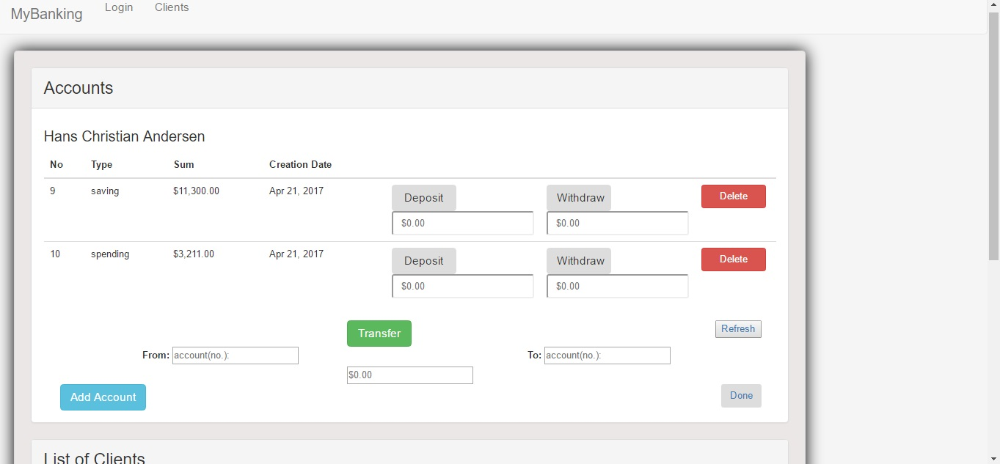 MyBanking Login Clients
Accounts
Hans Christian Andersen
No Type Sum Creation Date
9 saving $11,300.00 Apr 21, 2017 Deposit Withdraw Delete
$0.00 $0.00
10 spending $3,211.00 Apr 21, 2017 Deposit Withdraw Delete
$0.00 $0.00
Transfer Refresh
From: account(no.): To: account(no.):
$0.00
Add Account Done
List of Clients